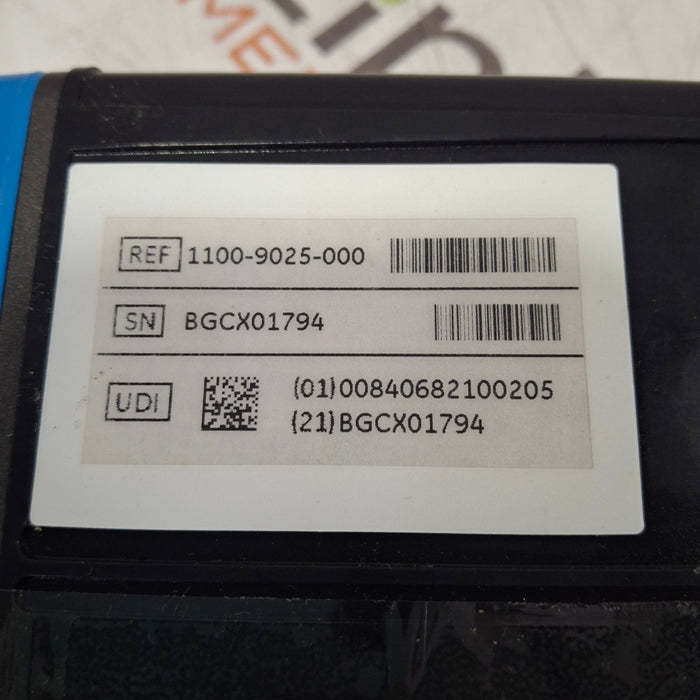 REF 1100-9025-000
SN BGCX01794
UDI (01)00840682100205
(21)BGCX01794